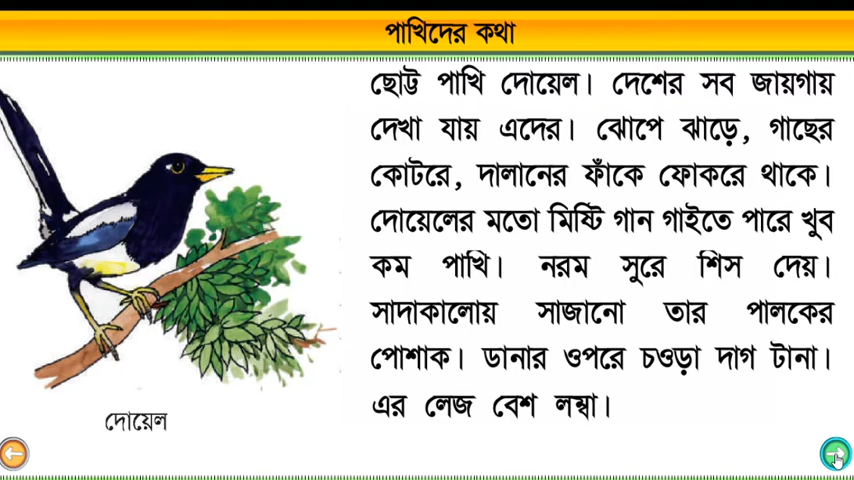 পাখিদের কথা
ছোট্ট পাখি দোয়েল। দেশের সব জায়গায়
দেখা যায় এদের। ঝোপে ঝাড়ে, গাছের
কোটরে, দালানের ফাঁকে ফোকরে থাকে।
দোয়েলের মতো মিষ্টি গান গাইতে পারে খুব
কম পাখি। নরম সুরে শিস দেয়।
সাদাকালোয় সাজানো তার পালকের
পোশাক। ডানার ওপরে চওড়া দাগ টানা।
এর লেজ বেশ লম্বা।
দোয়েল